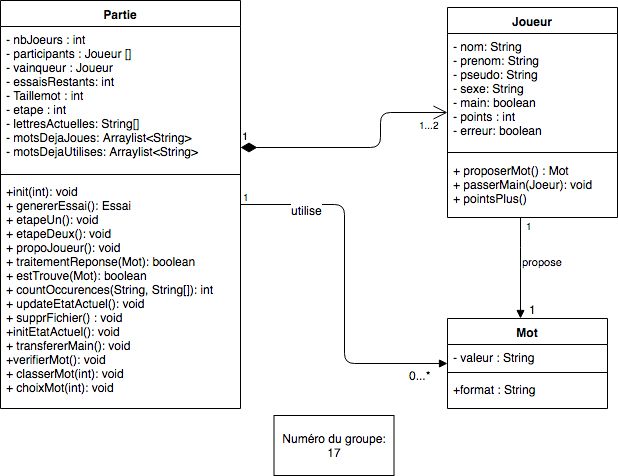 Partie
- nbJoeurs : int
- participants : Joueur []
- vainqueur : Joueur
- essaisRestants: int
- Taillemot : int
- etape : int
- lettresActuelles: String[]
- motsDejaJoues: Arraylist<String>
- motsDejaUtilises: Arraylist<String>
+init(int): void
+ genererEssai(): Essai
+ etapeUn(): void
+ etapeDeux(): void
+ propoJoueur(): void
+ traitementReponse(Mot): boolean
+ estTrouve(Mot): boolean
+ countOccurences(String, String[]): int
+ updateEtatActuel(): void
+ supprFichier() : void
+initEtatActuel(): void
+ transfererMain(): void
+verifierMot(): void
+ classerMot(int): void
+ choixMot(int): void
1
1...2
Joueur
- nom: String
- prenom: String
- pseudo: String
- sexe: String
- main: boolean
- points : int
- erreur: boolean
+ proposerMot() : Mot
+ passerMain(Joeur): void
+ pointsPlus()
1
utilise
0...*
1
propose
1
Mot
- valeur : String
+format : String
Numéro du groupe:
17